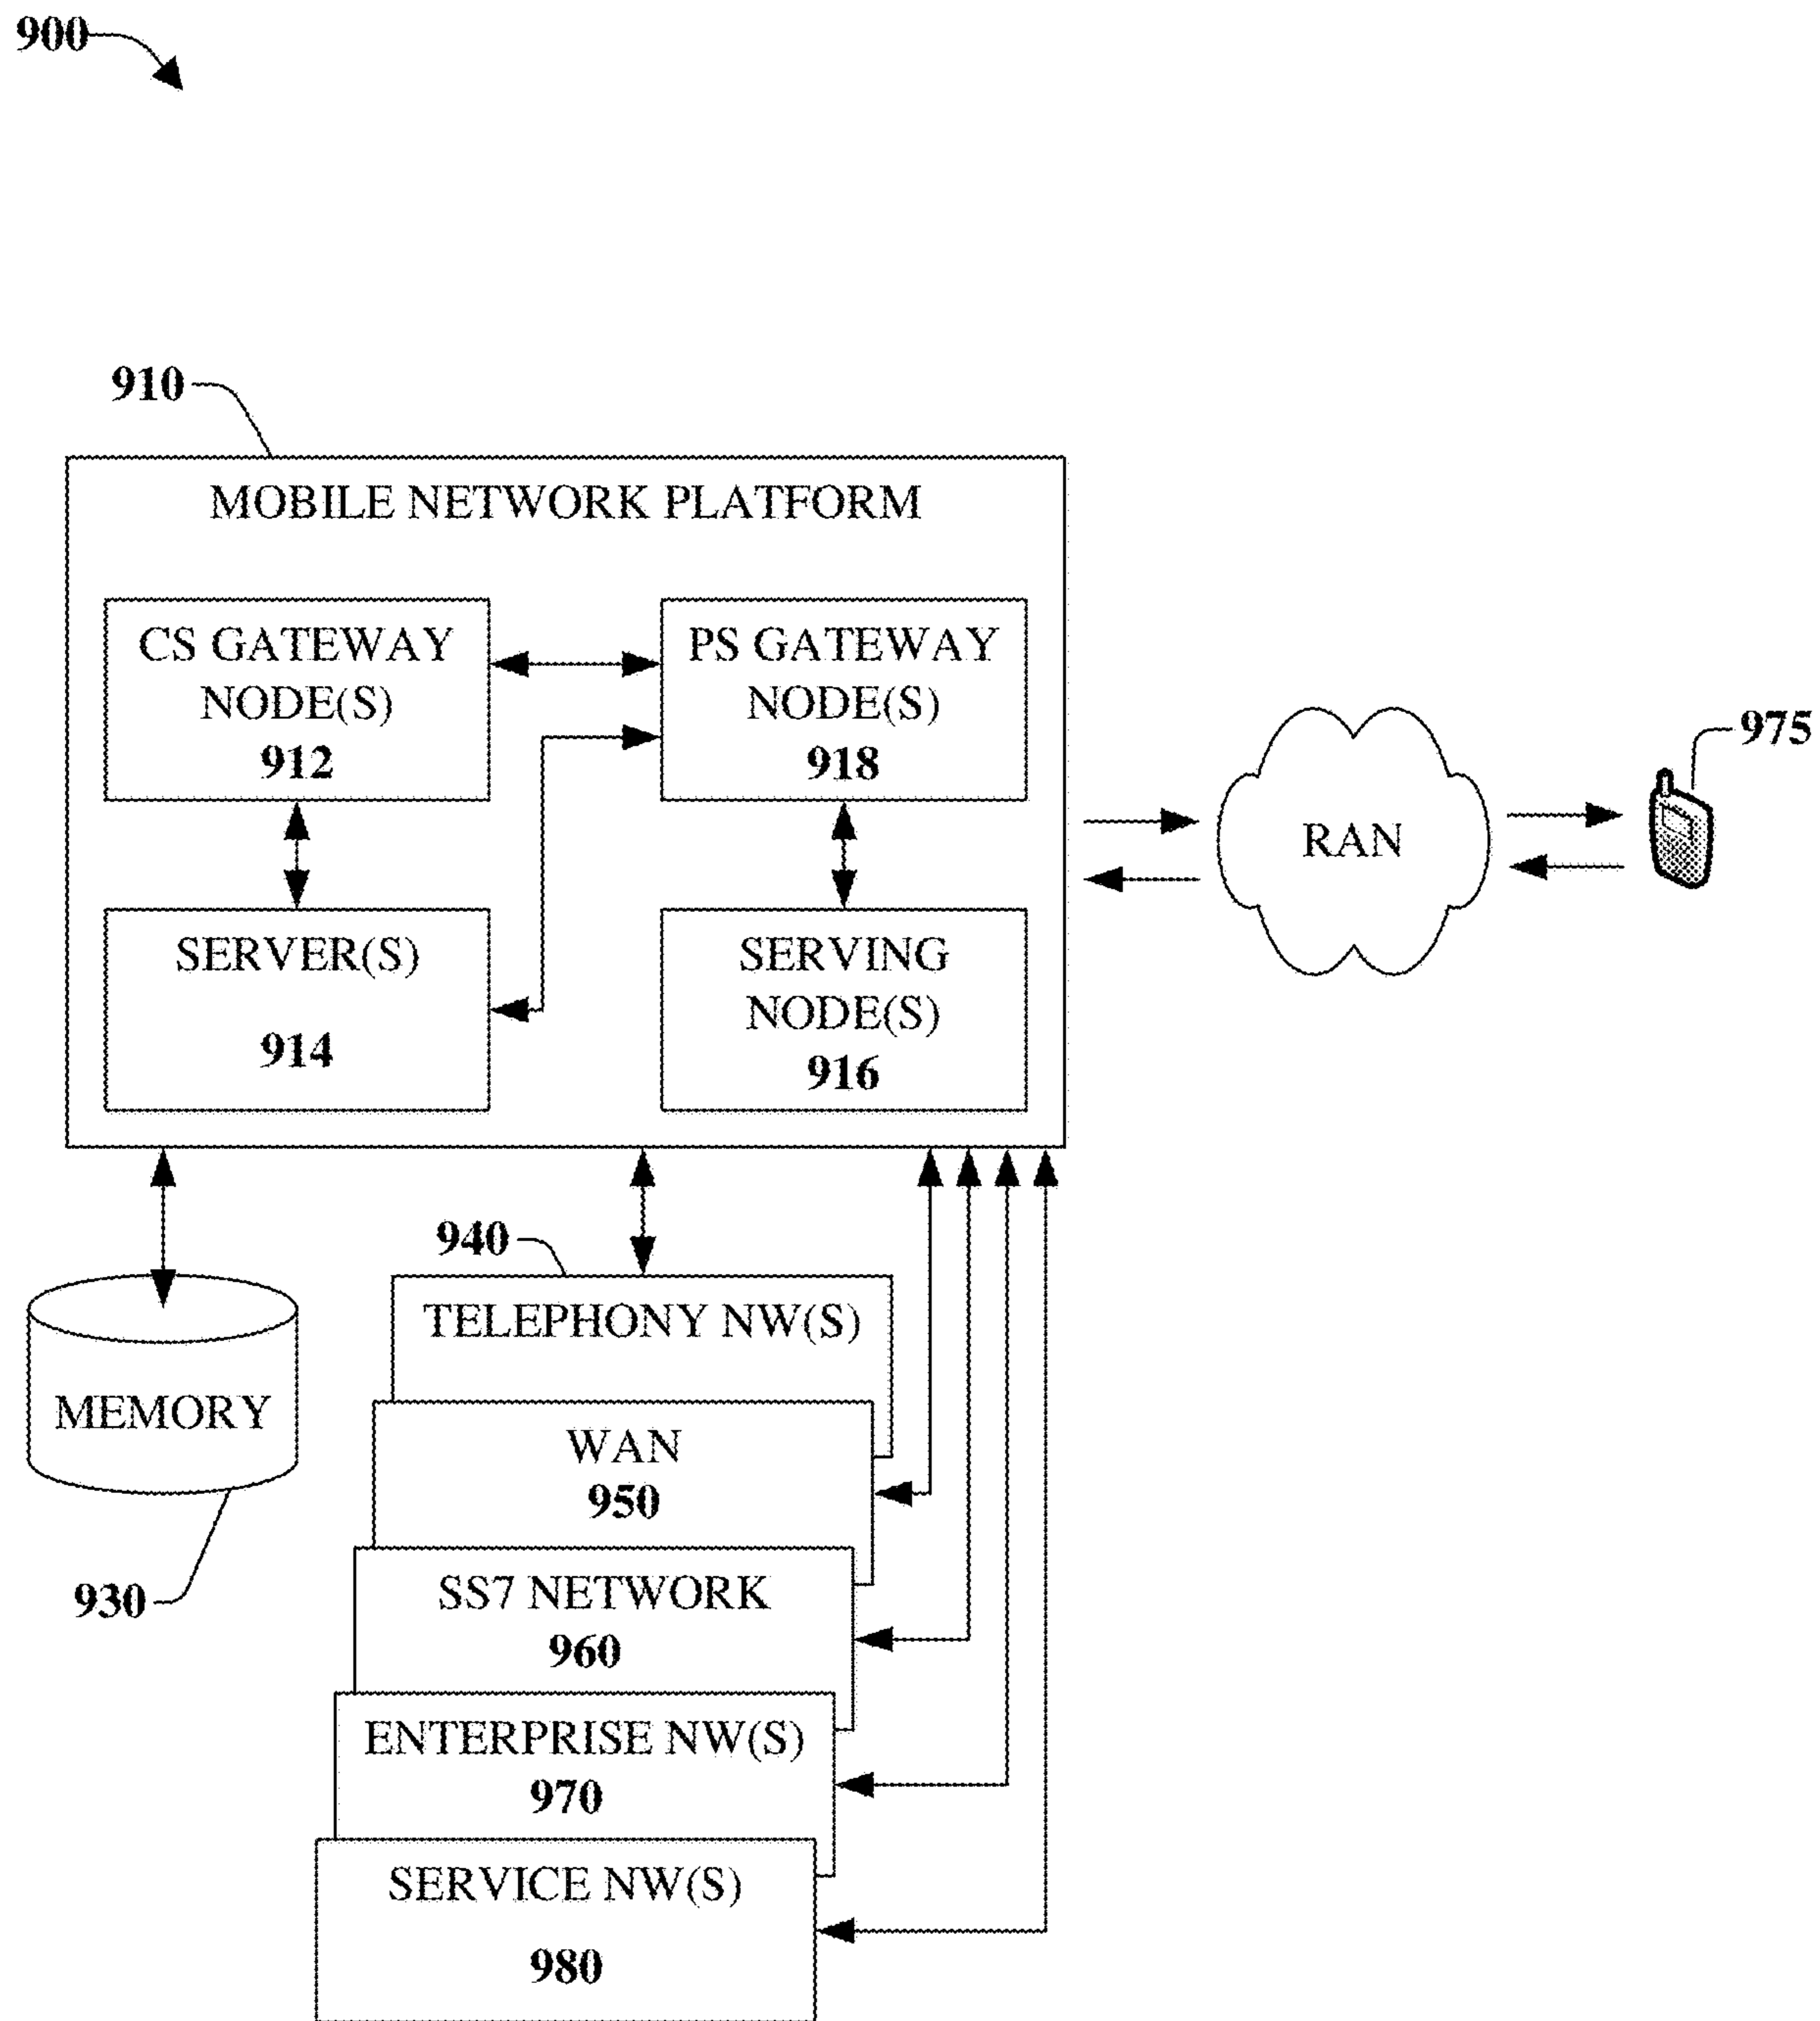 900
910
MOBILE NETWORK PLATFORM
CS GATEWAY
NODE(S)
912
PS GATEWAY
NODE(S)
918
SERVER(S)
914
SERVING
NODE(S)
916
RAN
975
940
TELEPHONY NW(S)
MEMORY
930
WAN
950
SS7 NETWORK
960
ENTERPRISE NW(S)
970
SERVICE NW(S)
980